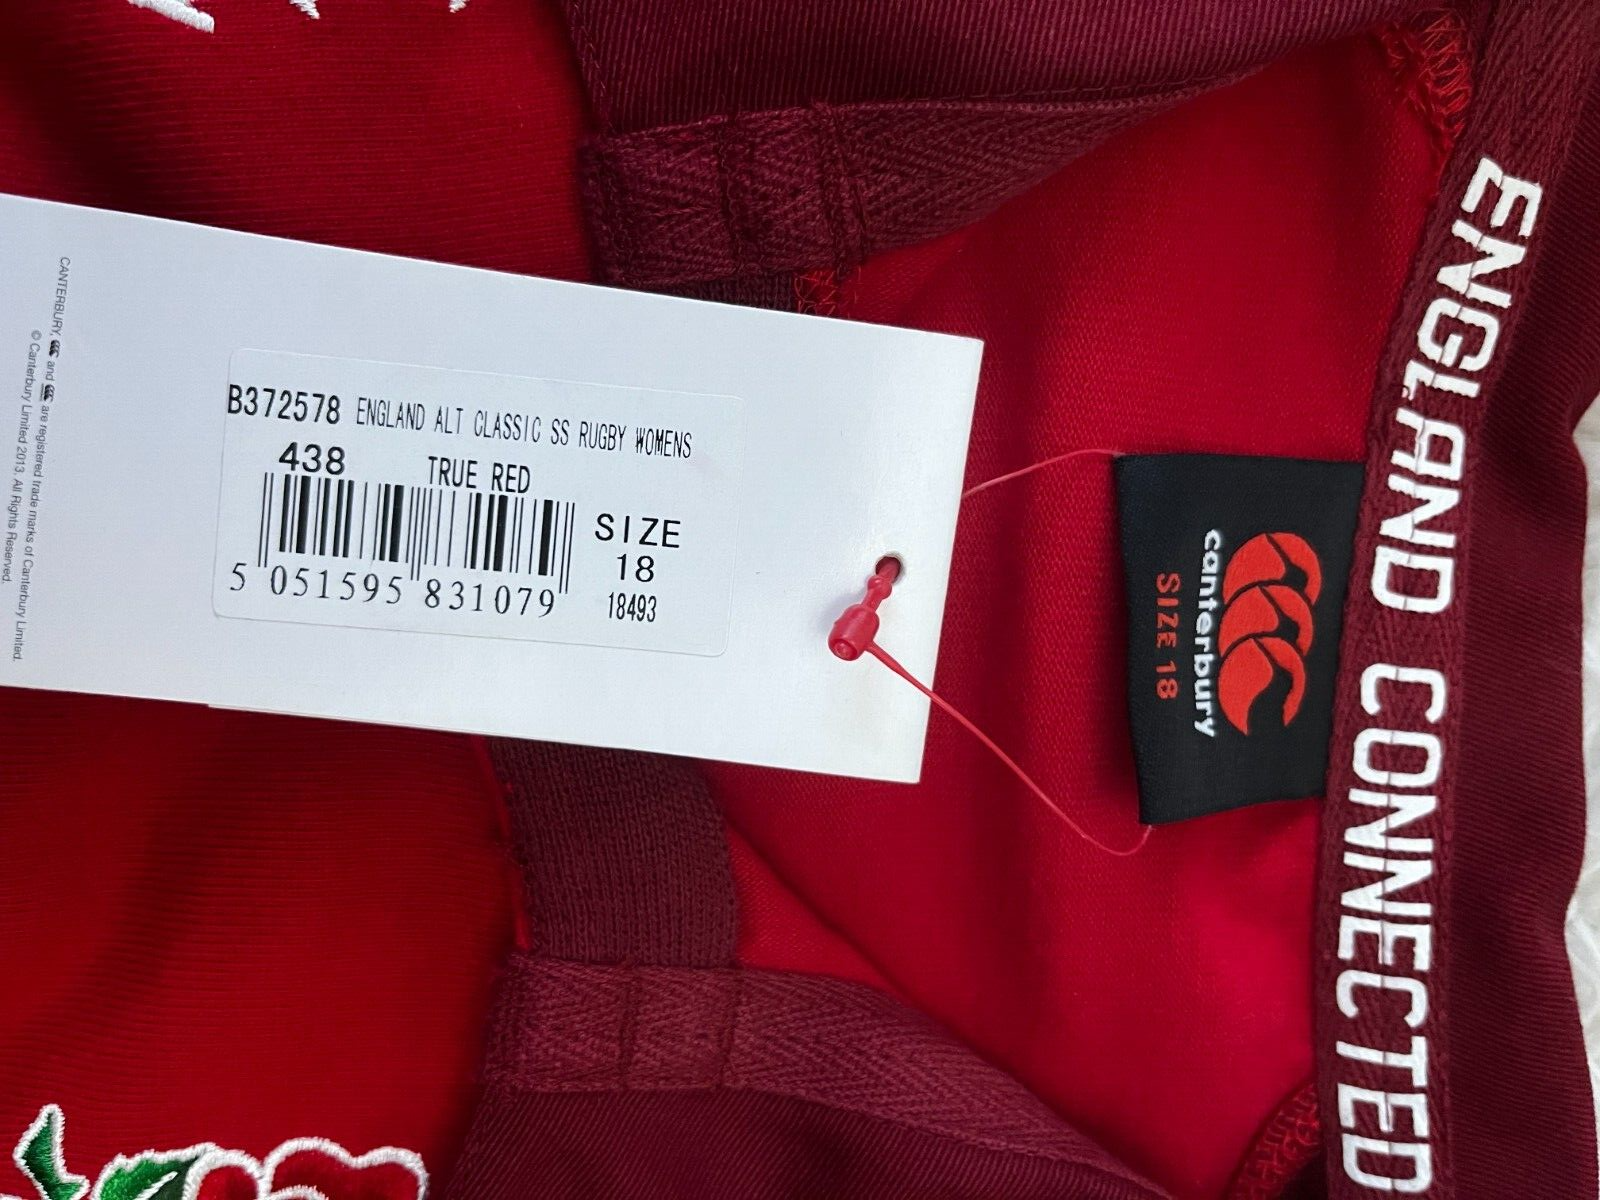 B372578 ENGLAND ALT CLASSIC SS RUGBY WOMENS
438 TRUE RED
SIZE
18
18493
5 051595 831079
CANTERBURY, and are registered trade marks of Canterbury Limited.
© Canterbury Limited 2013. All Rights Reserved.
canterbury
SIZE 18
ENGLAND CONNECTED